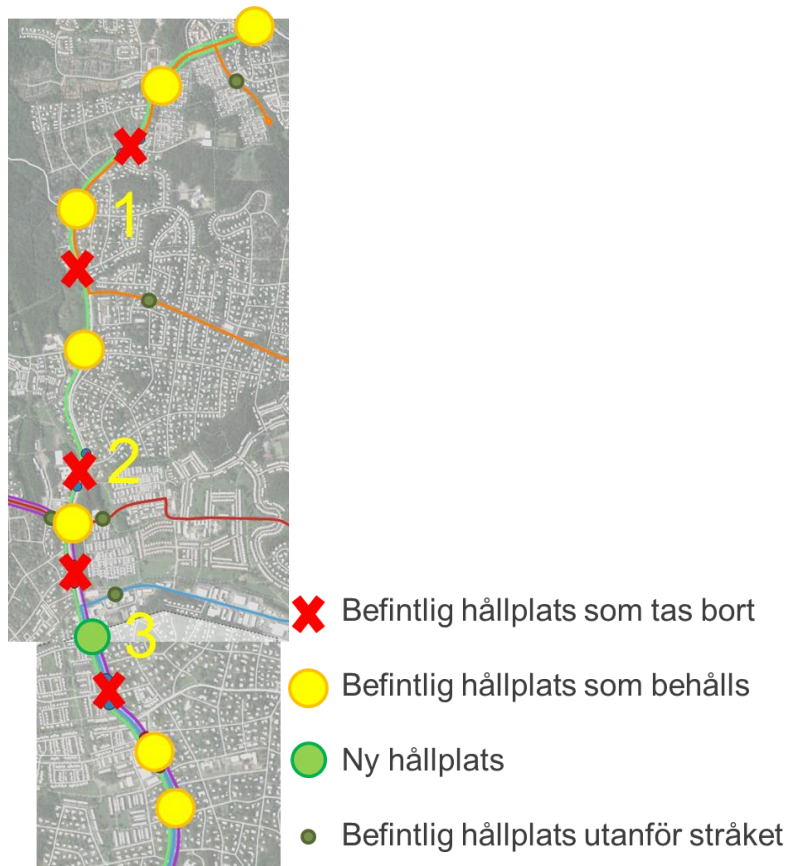 1
2
3
Befintlig hållplats som tas bort
Befintlig hållplats som behålls
Ny hållplats
Befintlig hållplats utanför stråket